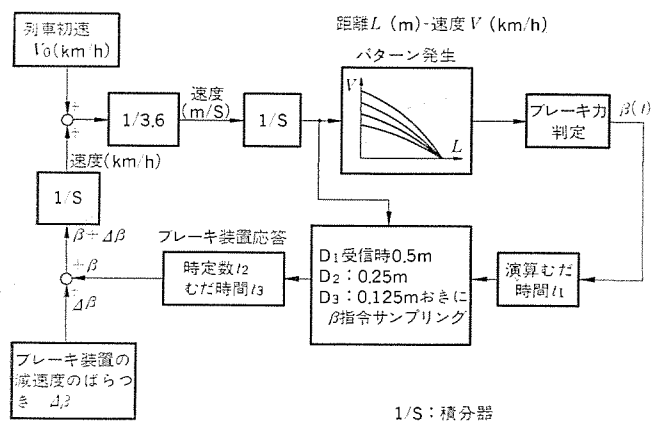 列車初速
V₀(km/h)
距離L (m)-速度V (km/h)
パターン発生
V
L
+
+
1/3.6
速度
(m/S)
1/S
ブレーキ力
判定
β(t)
速度(km/h)
1/S
β+Δβ
ブレーキ装置応答
+β
時定数t₂
むだ時間t₃
D₁受信時0.5m
D₂：0.25m
D₃：0.125mおきに
β指令サンプリング
演算むだ
時間t₁
+
Δβ
ブレーキ装置の
減速度のばらつ
き Δβ
1/S：積分器